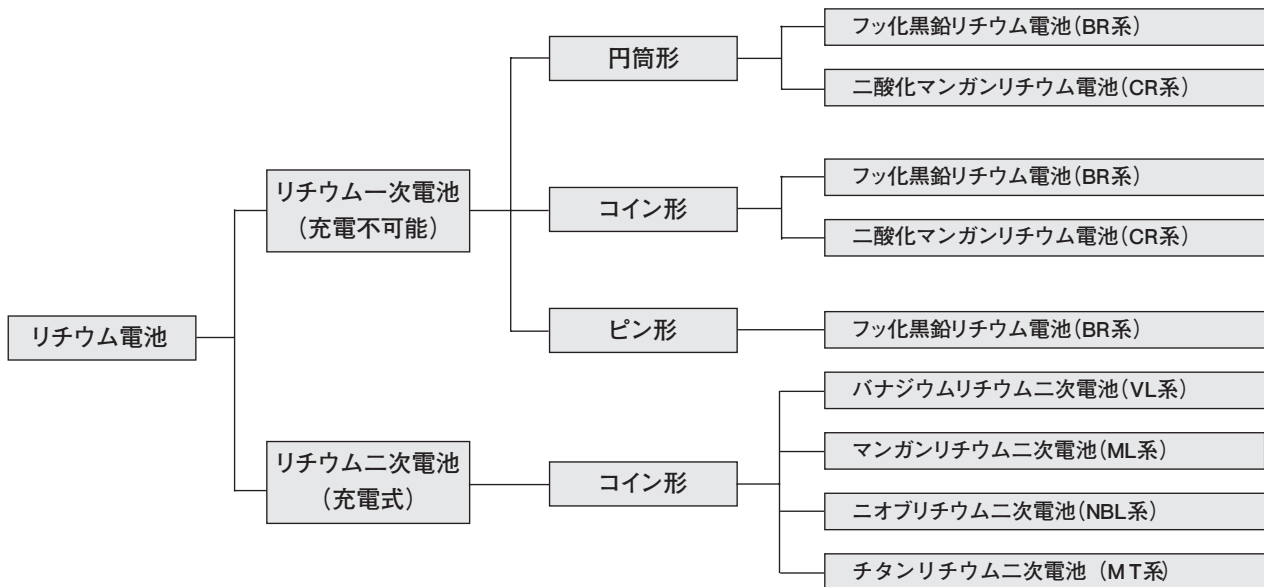 リチウム電池
リチウム一次電池
（充電不可能）
円筒形
フッ化黒鉛リチウム電池（BR系）
二酸化マンガンリチウム電池（CR系）
コイン形
フッ化黒鉛リチウム電池（BR系）
二酸化マンガンリチウム電池（CR系）
ピン形
フッ化黒鉛リチウム電池（BR系）
リチウム二次電池
（充電式）
コイン形
バナジウムリチウム二次電池（VL系）
マンガンリチウム二次電池（ML系）
ニオブリチウム二次電池（NBL系）
チタンリチウム二次電池（MT系）